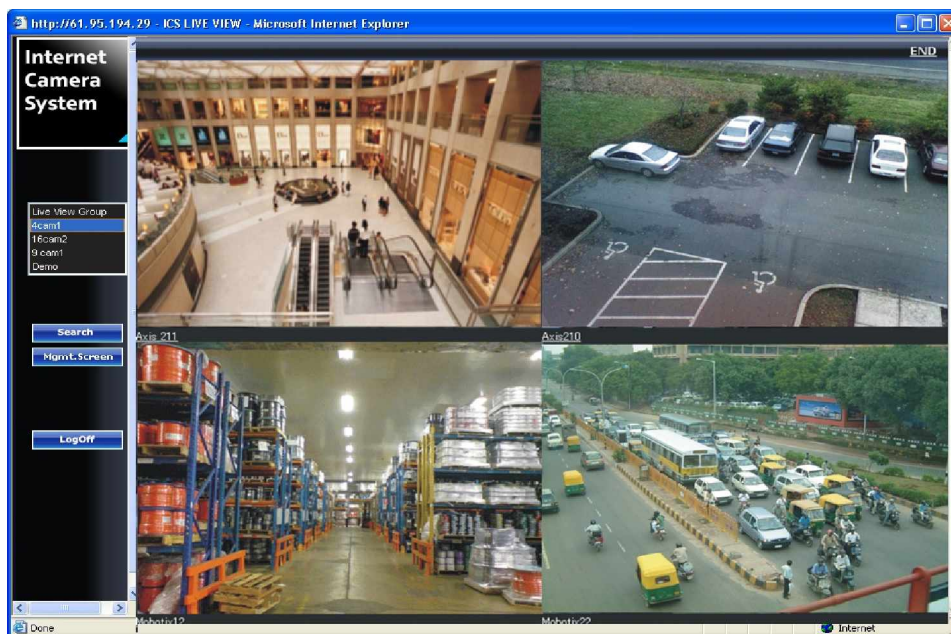 http://61.95.194.29 - ICS LIVE VIEW - Microsoft Internet Explorer
END
Internet
Camera
System
Live View Group
4cam1
16cam2
9 cam1
Demo
Search
Mgmt.Screen
LogOff
Axis 211
Axis210
Mobotix12
Mobotix22
Done
Internet